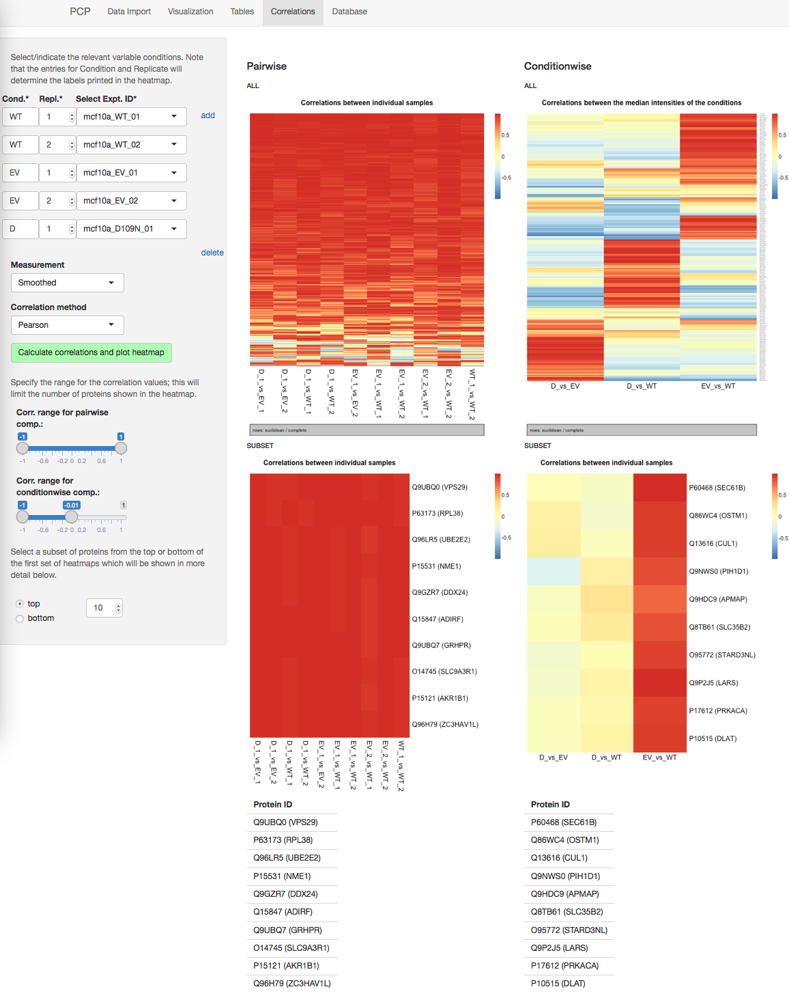 PCP Data Import Visualization Tables Correlations Database
Select/indicate the relevant variable conditions. Note
that the entries for Condition and Replicate will
determine the labels printed in the heatmap.
Cond.* Repl.* Select Expt. ID*
WT 1 mcf10a_WT_01 add
WT 2 mcf10a_WT_02
EV 1 mcf10a_EV_01
EV 2 mcf10a_EV_02
D 1 mcf10a_D109N_01
delete
Measurement
Smoothed
Correlation method
Pearson
Calculate correlations and plot heatmap
Specify the range for the correlation values; this will
limit the number of proteins shown in the heatmap.
Corr. range for pairwise
comp.:
-1 1
-1 -0.6 -0.2 0 0.2 0.6 1
Corr. range for
conditionwise comp.:
-1 -0.01 1
-1 -0.6 -0.2 0 0.2 0.6 1
Select a subset of proteins from the top or bottom of
the first set of heatmaps which will be shown in more
detail below.
top 10
bottom
Pairwise
ALL
Correlations between individual samples
0.5
0
-0.5
D_1_vs_EV_1
D_1_vs_EV_2
D_1_vs_WT_1
D_1_vs_WT_2
EV_1_vs_EV_2
EV_1_vs_WT_1
EV_1_vs_WT_2
EV_2_vs_WT_1
EV_2_vs_WT_2
WT_1_vs_WT_2
rows: euclidean / complete
SUBSET
Correlations between individual samples
0.5
0
-0.5
Q9UBQ0 (VPS29)
P63173 (RPL38)
Q96LR5 (UBE2E2)
P15531 (NME1)
Q9GZR7 (DDX24)
Q15847 (ADIRF)
Q9UBQ7 (GRHPR)
O14745 (SLC9A3R1)
P15121 (AKR1B1)
Q96H79 (ZC3HAV1L)
D_1_vs_EV_1
D_1_vs_EV_2
D_1_vs_WT_1
D_1_vs_WT_2
EV_1_vs_EV_2
EV_1_vs_WT_1
EV_1_vs_WT_2
EV_2_vs_WT_1
EV_2_vs_WT_2
WT_1_vs_WT_2
Protein ID
Q9UBQ0 (VPS29)
P63173 (RPL38)
Q96LR5 (UBE2E2)
P15531 (NME1)
Q9GZR7 (DDX24)
Q15847 (ADIRF)
Q9UBQ7 (GRHPR)
O14745 (SLC9A3R1)
P15121 (AKR1B1)
Q96H79 (ZC3HAV1L)
Conditionwise
ALL
Correlations between the median intensities of the conditions
0.5
0
-0.5
D_vs_EV D_vs_WT EV_vs_WT
rows: euclidean / complete
SUBSET
Correlations between individual samples
0.5
0
-0.5
P60468 (SEC61B)
Q86WC4 (OSTM1)
Q13616 (CUL1)
Q9NWS0 (PIH1D1)
Q9HDC9 (APMAP)
Q8TB61 (SLC35B2)
O95772 (STARD3NL)
Q9P2J5 (LARS)
P17612 (PRKACA)
P10515 (DLAT)
D_vs_EV D_vs_WT EV_vs_WT
Protein ID
P60468 (SEC61B)
Q86WC4 (OSTM1)
Q13616 (CUL1)
Q9NWS0 (PIH1D1)
Q9HDC9 (APMAP)
Q8TB61 (SLC35B2)
O95772 (STARD3NL)
Q9P2J5 (LARS)
P17612 (PRKACA)
P10515 (DLAT)